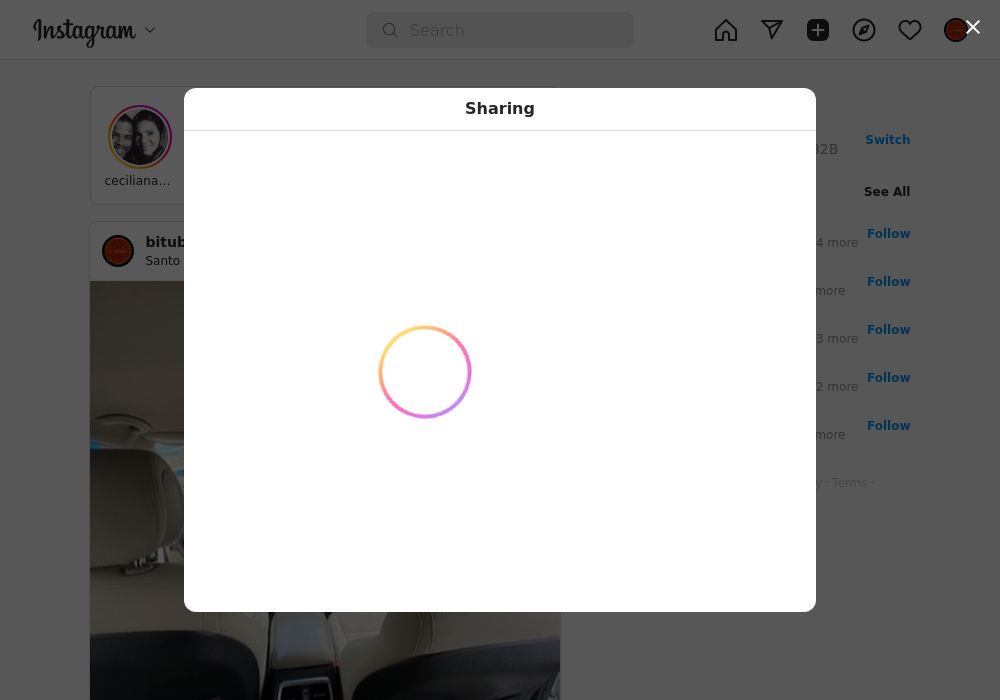 Instagram
Search
Sharing
32B
Switch
ceciliana...
See All
bitub
Santo
4 more
Follow
more
Follow
3 more
Follow
2 more
Follow
more
Follow
y · Terms ·